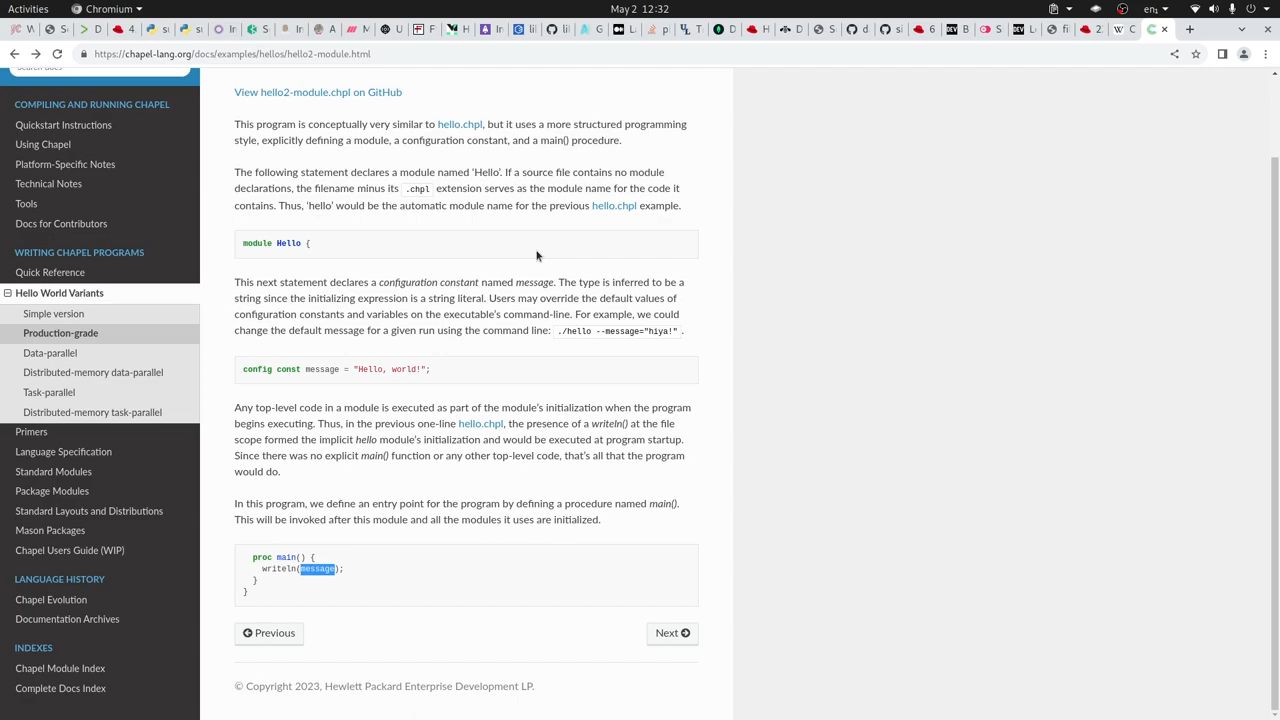 Activities
Chromium
May 2 12:32
en
https://chapel-lang.org/docs/examples/hellos/hello2-module.html
COMPILING AND RUNNING CHAPEL
Quickstart Instructions
Using Chapel
Platform-Specific Notes
Technical Notes
Tools
Docs for Contributors
WRITING CHAPEL PROGRAMS
Quick Reference
Hello World Variants
Simple version
Production-grade
Data-parallel
Distributed-memory data-parallel
Task-parallel
Distributed-memory task-parallel
Primers
Language Specification
Standard Modules
Package Modules
Standard Layouts and Distributions
Mason Packages
Chapel Users Guide (WIP)
LANGUAGE HISTORY
Chapel Evolution
Documentation Archives
INDEXES
Chapel Module Index
Complete Docs Index
View hello2-module.chpl on GitHub
This program is conceptually very similar to hello.chpl, but it uses a more structured programming
style, explicitly defining a module, a configuration constant, and a main() procedure.
The following statement declares a module named ‘Hello’. If a source file contains no module
declarations, the filename minus its .chpl extension serves as the module name for the code it
contains. Thus, ‘hello’ would be the automatic module name for the previous hello.chpl example.
module Hello {
This next statement declares a configuration constant named message. The type is inferred to be a
string since the initializing expression is a string literal. Users may override the default values of
configuration constants and variables on the executable’s command-line. For example, we could
change the default message for a given run using the command line: ./hello --message="hiya!".
config const message = "Hello, world!";
Any top-level code in a module is executed as part of the module’s initialization when the program
begins executing. Thus, in the previous one-line hello.chpl, the presence of a writeln() at the file
scope formed the implicit hello module’s initialization and would be executed at program startup.
Since there was no explicit main() function or any other top-level code, that’s all that the program
would do.
In this program, we define an entry point for the program by defining a procedure named main().
This will be invoked after this module and all the modules it uses are initialized.
proc main() {
writeln(message);
}
}
Previous
Next
© Copyright 2023, Hewlett Packard Enterprise Development LP.